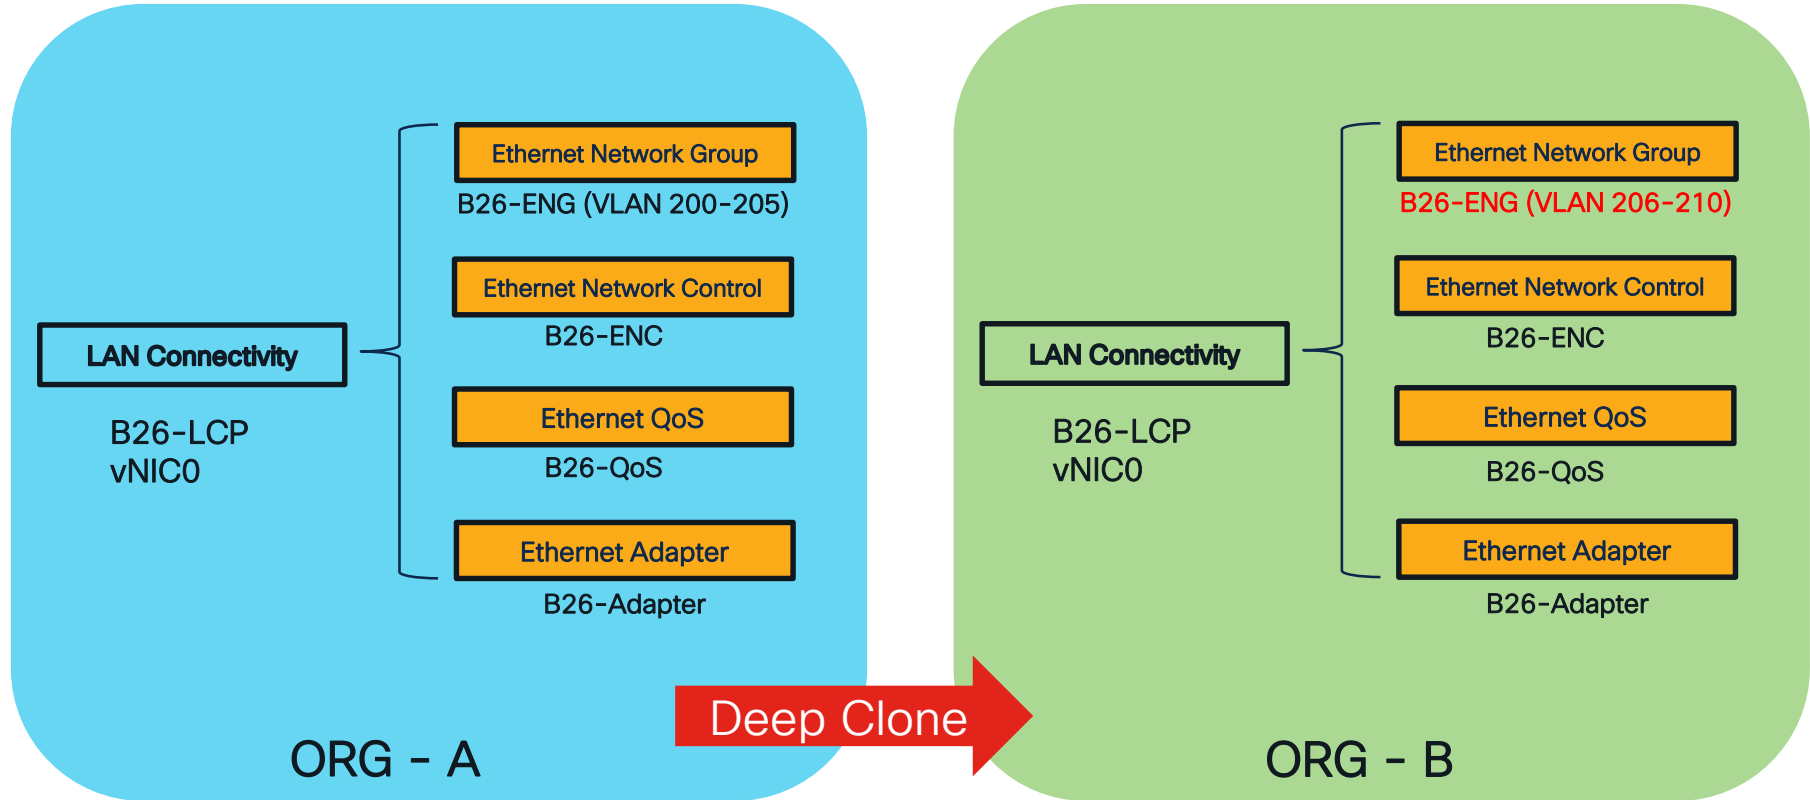 Ethernet Network Group
B26-ENG (VLAN 200-205)
Ethernet Network Control
B26-ENC
LAN Connectivity
B26-LCP
vNIC0
Ethernet QoS
B26-QoS
Ethernet Adapter
B26-Adapter
ORG - A
Deep Clone
Ethernet Network Group
B26-ENG (VLAN 206-210)
Ethernet Network Control
B26-ENC
LAN Connectivity
B26-LCP
vNIC0
Ethernet QoS
B26-QoS
Ethernet Adapter
B26-Adapter
ORG - B